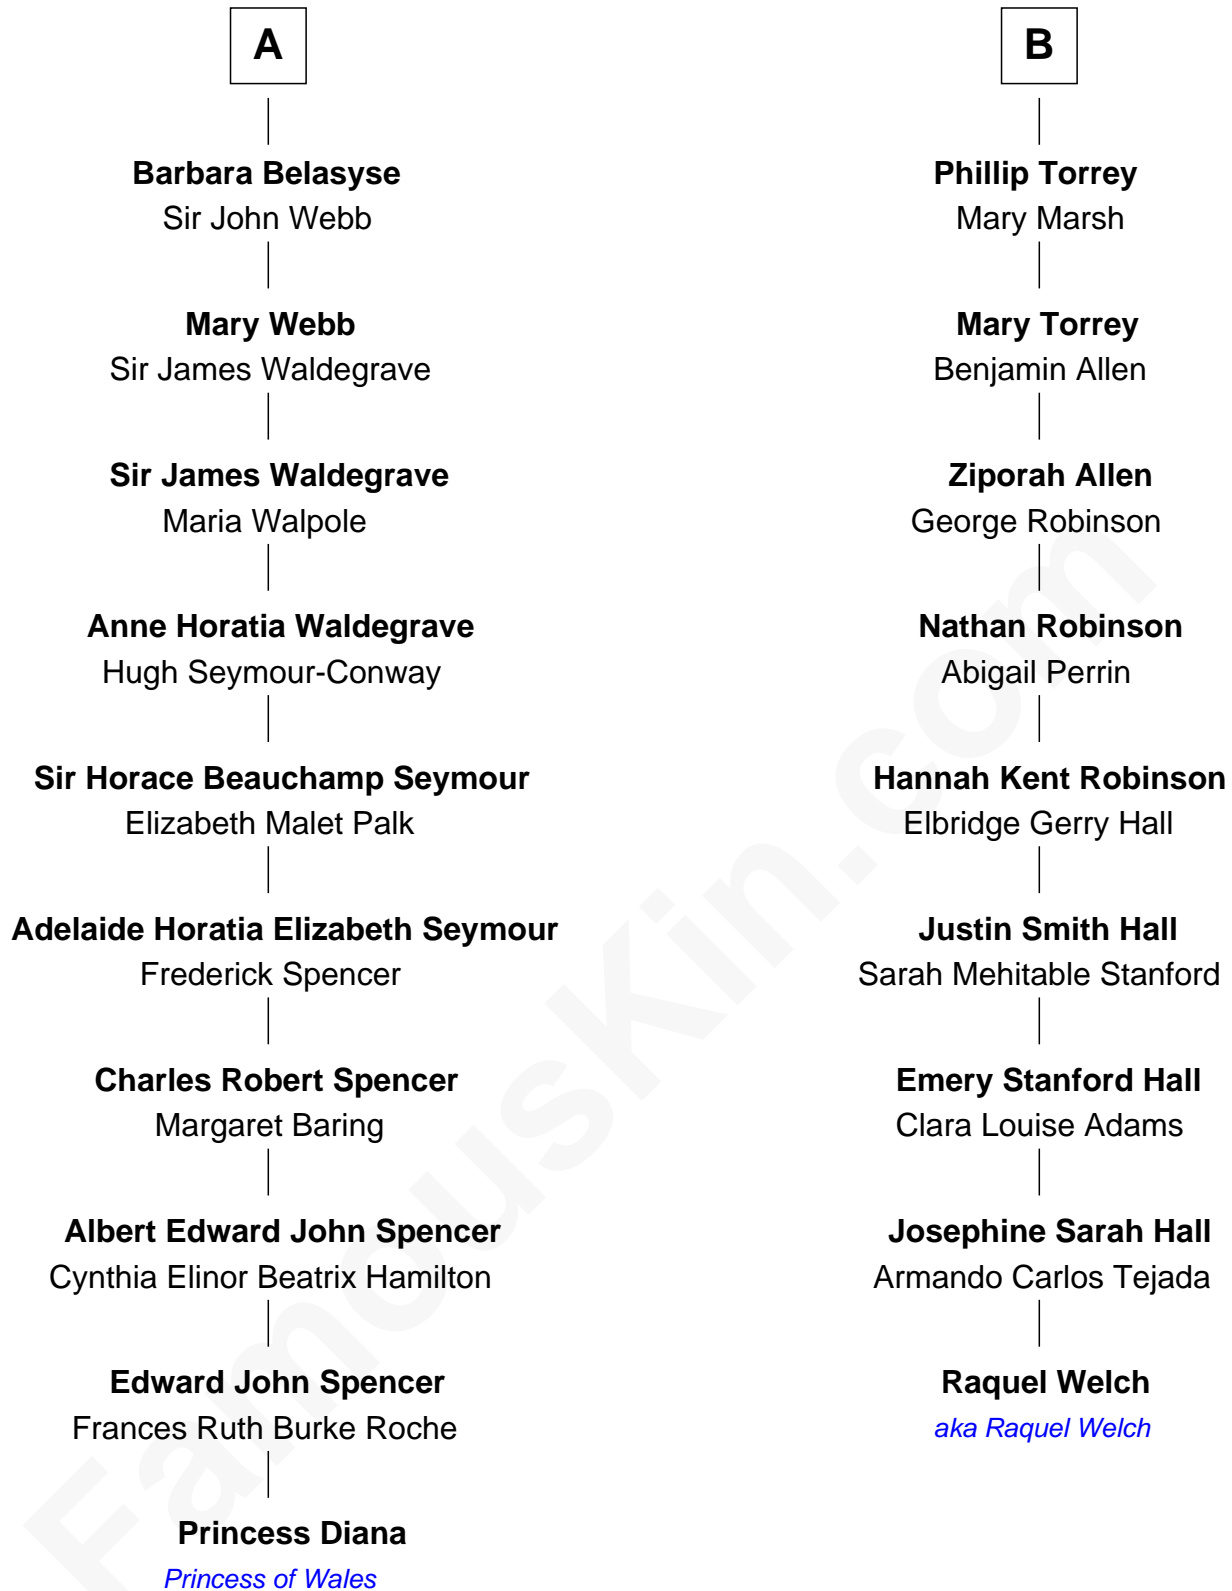 A
Barbara Belasyse
Sir John Webb
Mary Webb
Sir James Waldegrave
Sir James Waldegrave
Maria Walpole
Anne Horatia Waldegrave
Hugh Seymour-Conway
Sir Horace Beauchamp Seymour
Elizabeth Malet Palk
Adelaide Horatia Elizabeth Seymour
Frederick Spencer
Charles Robert Spencer
Margaret Baring
Albert Edward John Spencer
Cynthia Elinor Beatrix Hamilton
Edward John Spencer
Frances Ruth Burke Roche
Princess Diana
Princess of Wales
B
Phillip Torrey
Mary Marsh
Mary Torrey
Benjamin Allen
Ziporah Allen
George Robinson
Nathan Robinson
Abigail Perrin
Hannah Kent Robinson
Elbridge Gerry Hall
Justin Smith Hall
Sarah Mehitable Stanford
Emery Stanford Hall
Clara Louise Adams
Josephine Sarah Hall
Armando Carlos Tejada
Raquel Welch
aka Raquel Welch
FamousKin.com